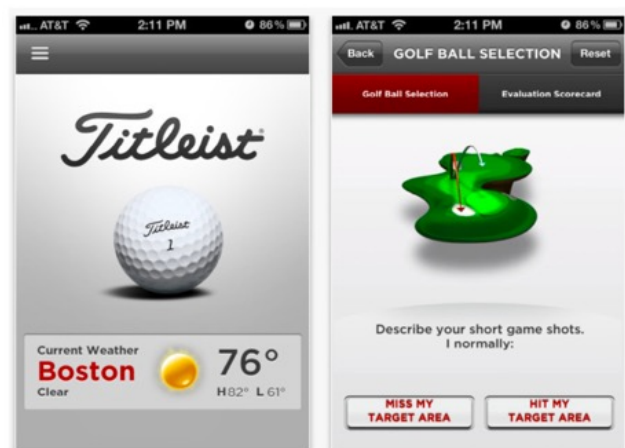 AT&T 2:11 PM 86%
Titleist
Titleist
1
Current Weather
Boston
Clear
76°
H82° L 61°
AT&T 2:11 PM 86%
Back GOLF BALL SELECTION Reset
Golf Ball Selection Evaluation Scorecard
Describe your short game shots.
I normally:
MISS MY
TARGET AREA
HIT MY
TARGET AREA